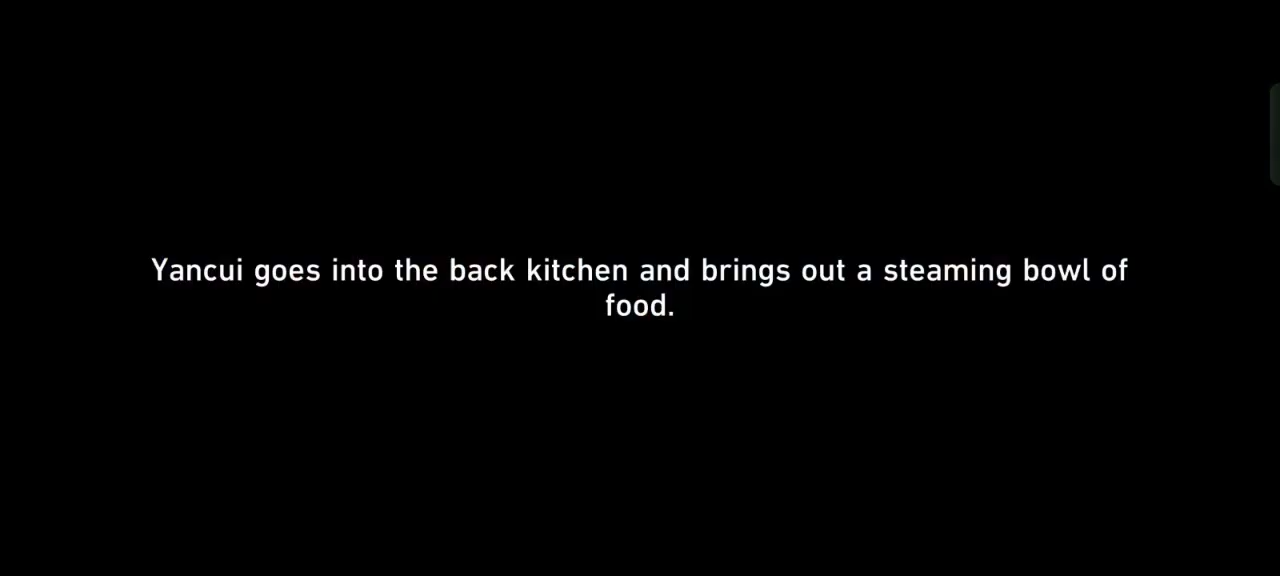 Yancui goes into the back kitchen and brings out a steaming bowl of
food.